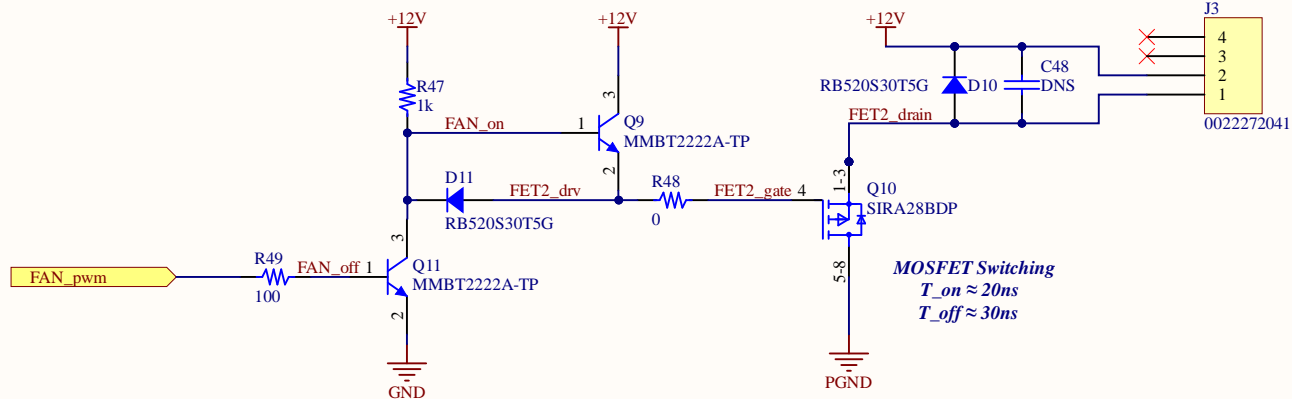 +12V
+12V
+12V
J3
4
3
2
1
0022272041
R47
1k
RB520S30T5G
D10
C48
DNS
3
FAN_on
1
Q9
MMBT2222A-TP
2
FET2_drain
D11
RB520S30T5G
FET2_drv
R48
0
FET2_gate
4
1-3
Q10
SIRA28BDP
5-8
3
FAN_pwm
R49
100
FAN_off
1
Q11
MMBT2222A-TP
2
MOSFET Switching
T_on ≈ 20ns
T_off ≈ 30ns
GND
PGND